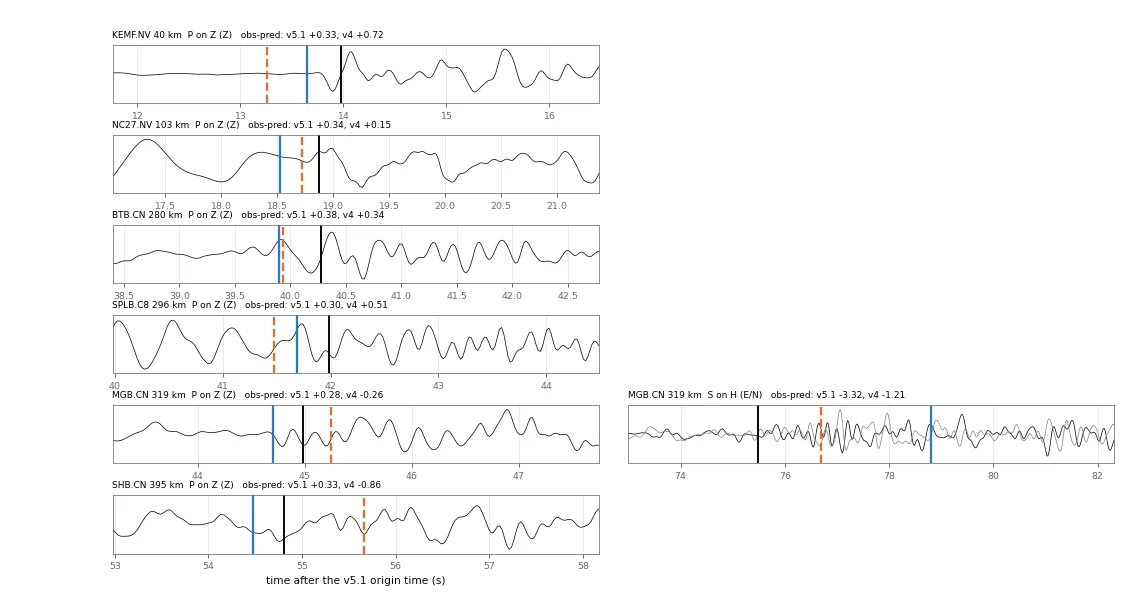 KEMF.NV 40 km P on Z (Z) obs-pred: v5.1 +0.33, v4 +0.72
12 13 14 15 16
NC27.NV 103 km P on Z (Z) obs-pred: v5.1 +0.34, v4 +0.15
17.5 18.0 18.5 19.0 19.5 20.0 20.5 21.0
BTB.CN 280 km P on Z (Z) obs-pred: v5.1 +0.38, v4 +0.34
38.5 39.0 39.5 40.0 40.5 41.0 41.5 42.0 42.5
SPLB.C8 296 km P on Z (Z) obs-pred: v5.1 +0.30, v4 +0.51
40 41 42 43 44
MGB.CN 319 km P on Z (Z) obs-pred: v5.1 +0.28, v4 -0.26
44 45 46 47
MGB.CN 319 km S on H (E/N) obs-pred: v5.1 -3.32, v4 -1.21
74 76 78 80 82
SHB.CN 395 km P on Z (Z) obs-pred: v5.1 +0.33, v4 -0.86
53 54 55 56 57 58
time after the v5.1 origin time (s)